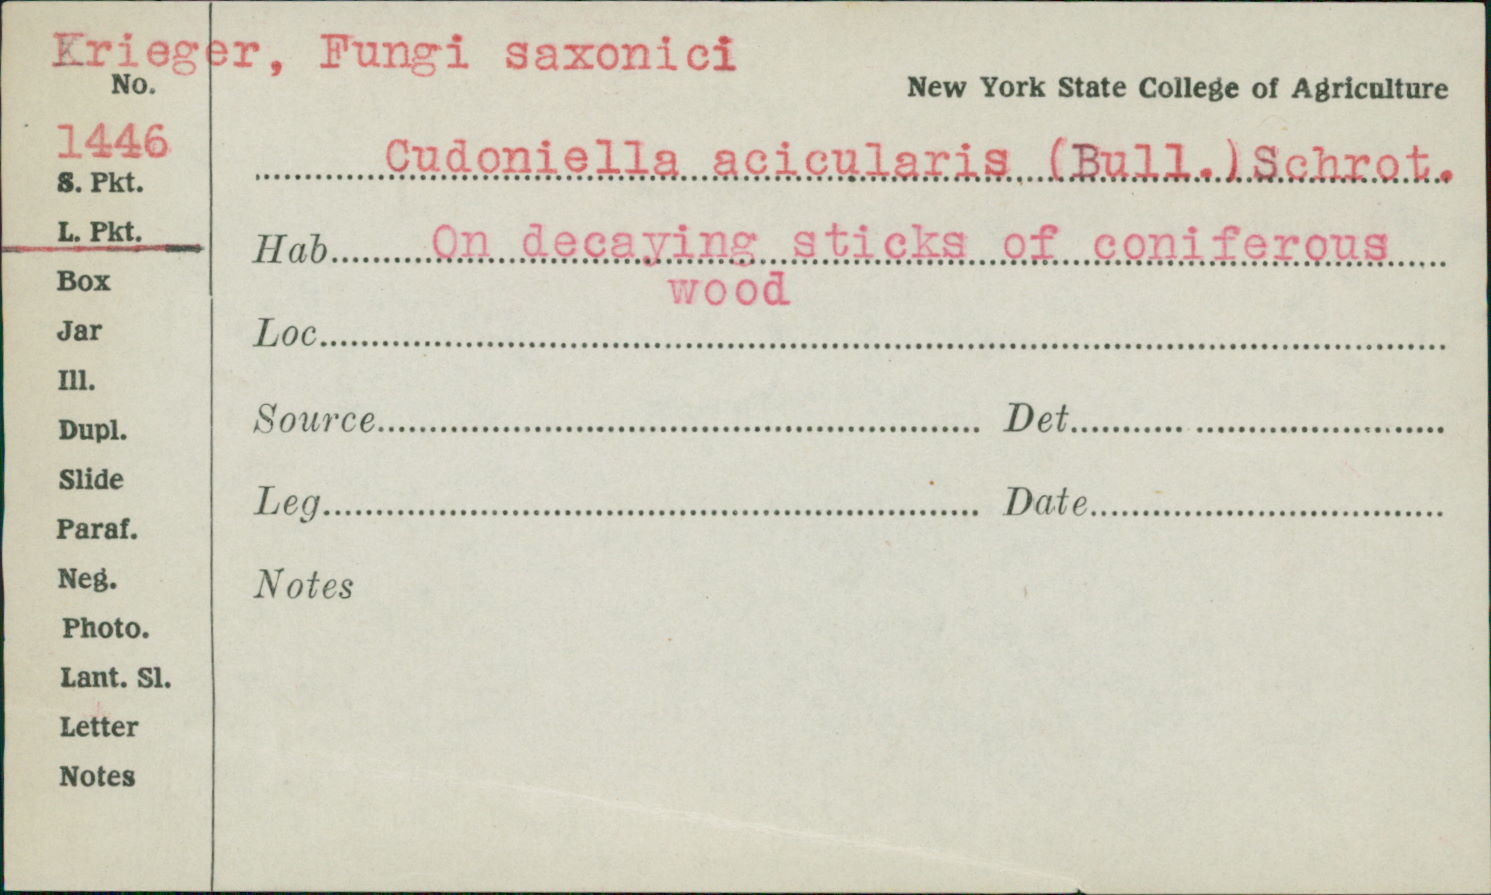 Krieger, Fungi saxonici
No.
New York State College of Agriculture
1446
Cudoniella acicularis (Bull.)Schrot.
S. Pkt.
L. Pkt.
Hab. On decaying sticks of coniferous
wood
Box
Jar
Loc.
Ill.
Dupl.
Source Det.
Slide
Leg. Date
Paraf.
Neg.
Notes
Photo.
Lant. Sl.
Letter
Notes